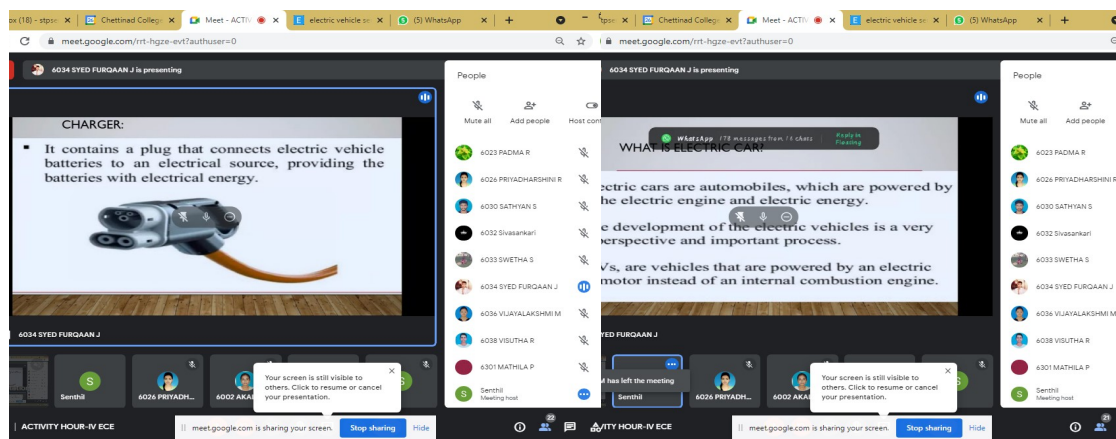 ox (18) - stpse
Chettinad College
Meet - ACTIV
electric vehicle se
(5) WhatsApp
meet.google.com/rrt-hgze-evt?authuser=0
6034 SYED FURQAAN J is presenting
CHARGER:
It contains a plug that connects electric vehicle
batteries to an electrical source, providing the
batteries with electrical energy.
6034 SYED FURQAAN J
People
Mute all
Add people
Host cont
6023 PADMA R
6026 PRIYADHARSHINI R
6030 SATHYAN S
6032 Sivasankari
6033 SWETHA S
6034 SYED FURQAAN J
6036 VIJAYALAKSHMI M
6038 VISUTHA R
6301 MATHILA P
Senthil
Meeting host
S
Senthil
6026 PRIYADH...
6002 AKAL
Your screen is still visible to
others. Click to resume or cancel
your presentation.
ACTIVITY HOUR-IV ECE
meet.google.com is sharing your screen.
Stop sharing
Hide
22
tpse
Chettinad College
Meet - ACTIV
electric vehicle se
(5) WhatsApp
meet.google.com/rrt-hgze-evt?authuser=0
6034 SYED FURQAAN J is presenting
WhatsApp 178 messages from 16 chats
Reply in
Floating
WHAT IS ELECTRIC CAR?
ectric cars are automobiles, which are powered by
he electric engine and electric energy.
e development of the electric vehicles is a very
erspective and important process.
Vs, are vehicles that are powered by an electric
motor instead of an internal combustion engine.
YED FURQAAN J
People
Mute all
Add people
6023 PADMA R
6026 PRIYADHARSHINI R
6030 SATHYAN S
6032 Sivasankari
6033 SWETHA S
6034 SYED FURQAAN J
6036 VIJAYALAKSHMI M
6038 VISUTHA R
6301 MATHILA P
Senthil
Meeting host
M has left the meeting
Senthil
6026 PRIYADH...
6002 AKAL
S
Your screen is still visible to
others. Click to resume or cancel
your presentation.
ITY HOUR-IV ECE
meet.google.com is sharing your screen.
Stop sharing
Hide
21